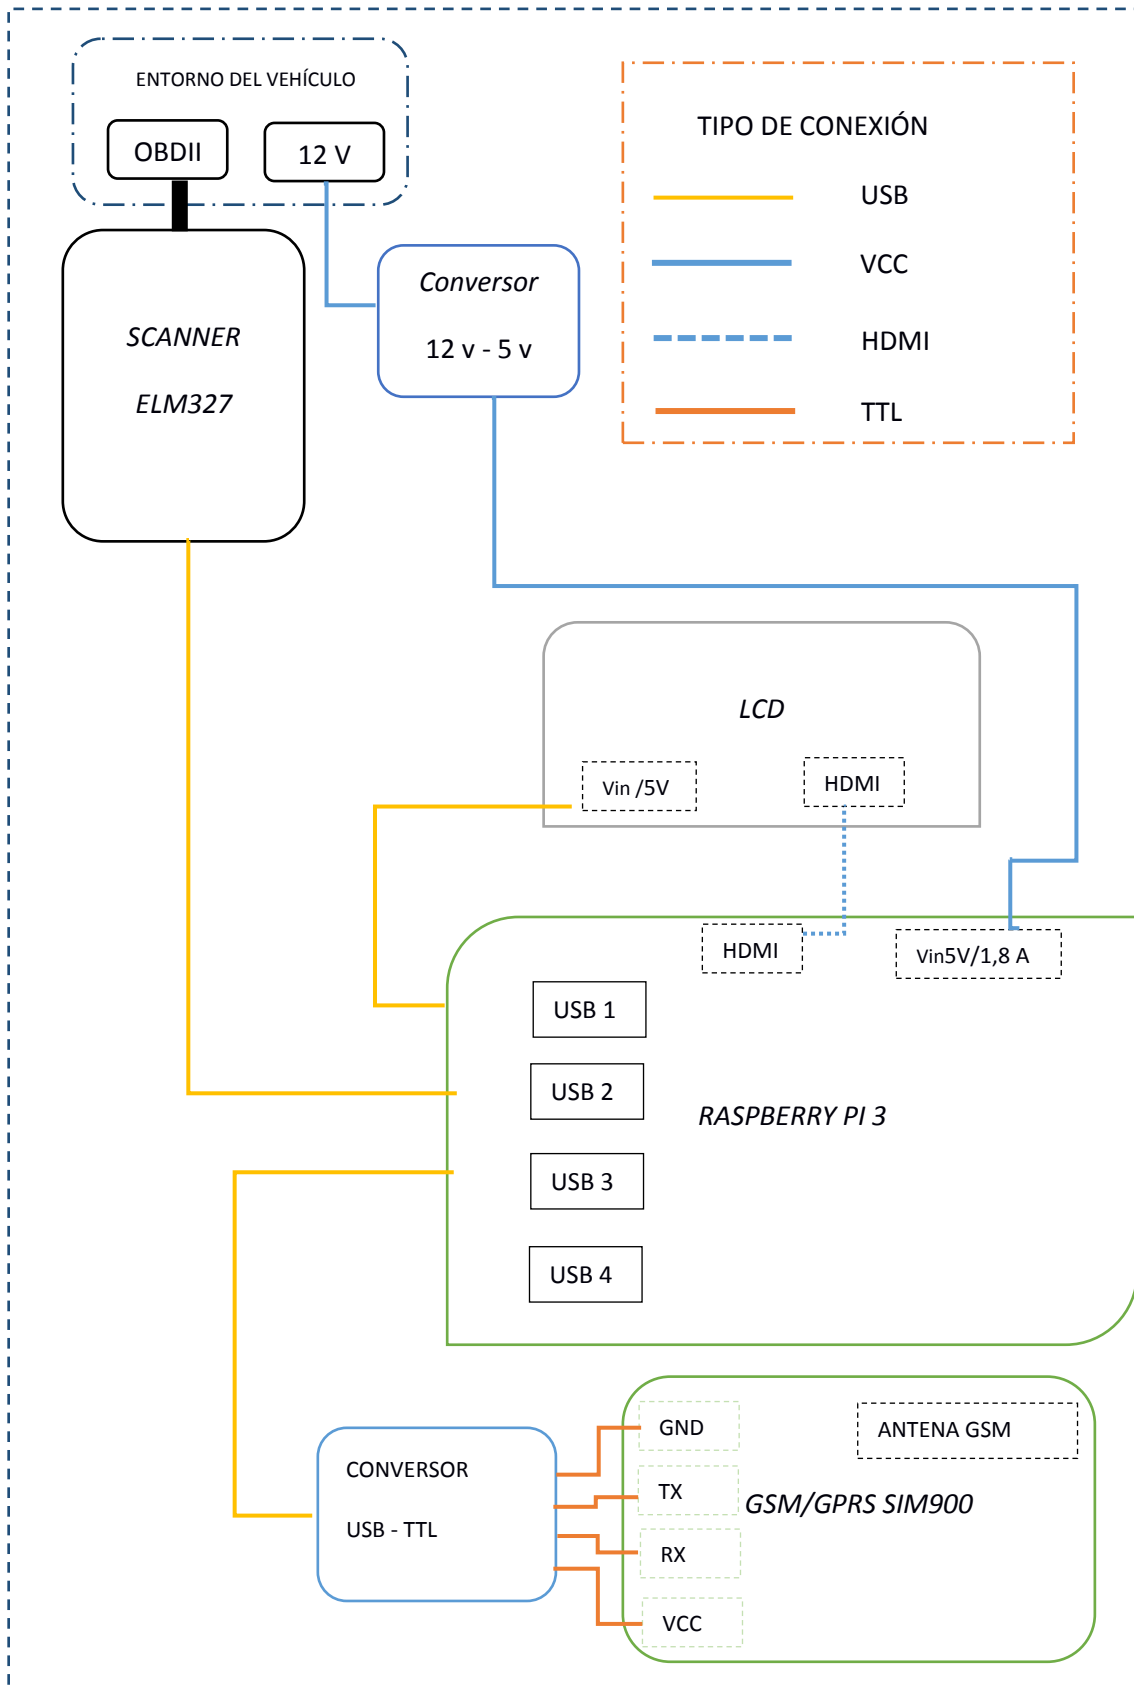 ENTORNO DEL VEHÍCULO
OBDII
12 V
TIPO DE CONEXIÓN
USB
VCC
HDMI
TTL
SCANNER
ELM327
Conversor
12 v - 5 v
LCD
Vin /5V
HDMI
HDMI
Vin5V/1,8 A
USB 1
USB 2
USB 3
USB 4
RASPBERRY PI 3
CONVERSOR
USB - TTL
GND
TX
RX
VCC
ANTENA GSM
GSM/GPRS SIM900